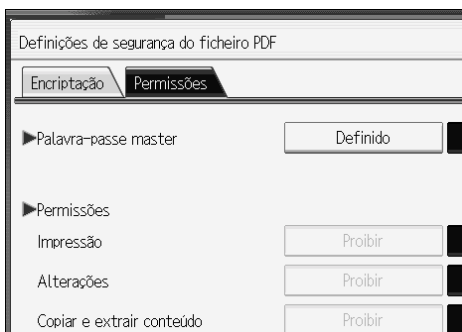 Definições de segurança do ficheiro PDF
Encriptação Permissões
▶Palavra-passe master Definido
▶Permissões
Impressão Proibir
Alterações Proibir
Copiar e extrair conteúdo Proibir